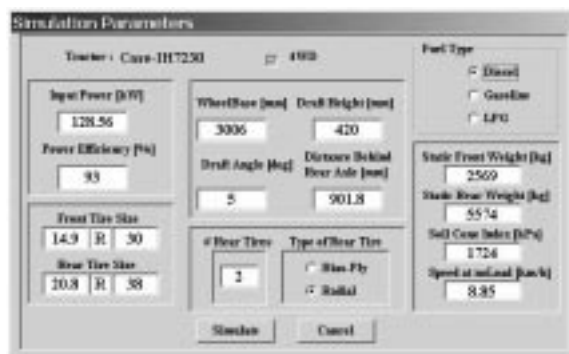 Simulation Parameters
Tractor : Case-IH7250
4WD
Input Power [kW]
128.56
Power Efficiency [%]
93
Front Tire Size
14.9 R 30
Rear Tire Size
20.8 R 38
WheelBase [mm] Draft Height [mm]
3006 420
Draft Angle [deg] Distance Behind Rear Axle [mm]
5 901.8
# Rear Tires Type of Rear Tire
2
Bias-Ply
Radial
Fuel Type
Diesel
Gasoline
LPG
Static Front Weight [kg]
2569
Static Rear Weight [kg]
5574
Soil Cone Index [kPa]
1724
Speed at noLoad [km/h]
8.85
Simulate Cancel